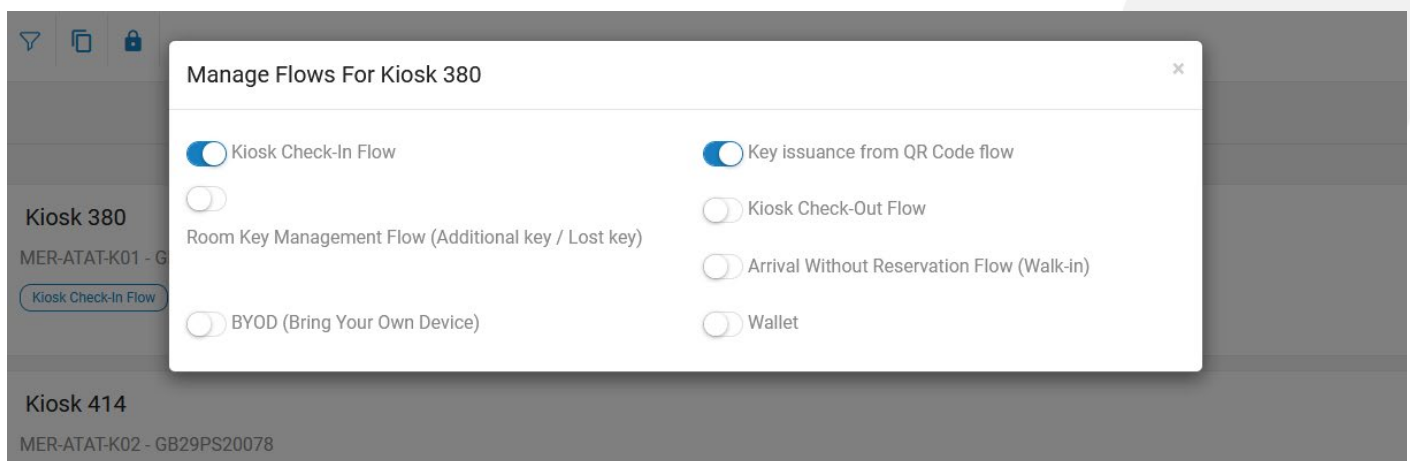 Manage Flows For Kiosk 380
×
Kiosk Check-In Flow
Key issuance from QR Code flow
Room Key Management Flow (Additional key / Lost key)
Kiosk Check-Out Flow
Arrival Without Reservation Flow (Walk-in)
BYOD (Bring Your Own Device)
Wallet
Kiosk 380
MER-ATAT-K01 - G
Kiosk Check-In Flow
Kiosk 414
MER-ATAT-K02 - GB29PS20078